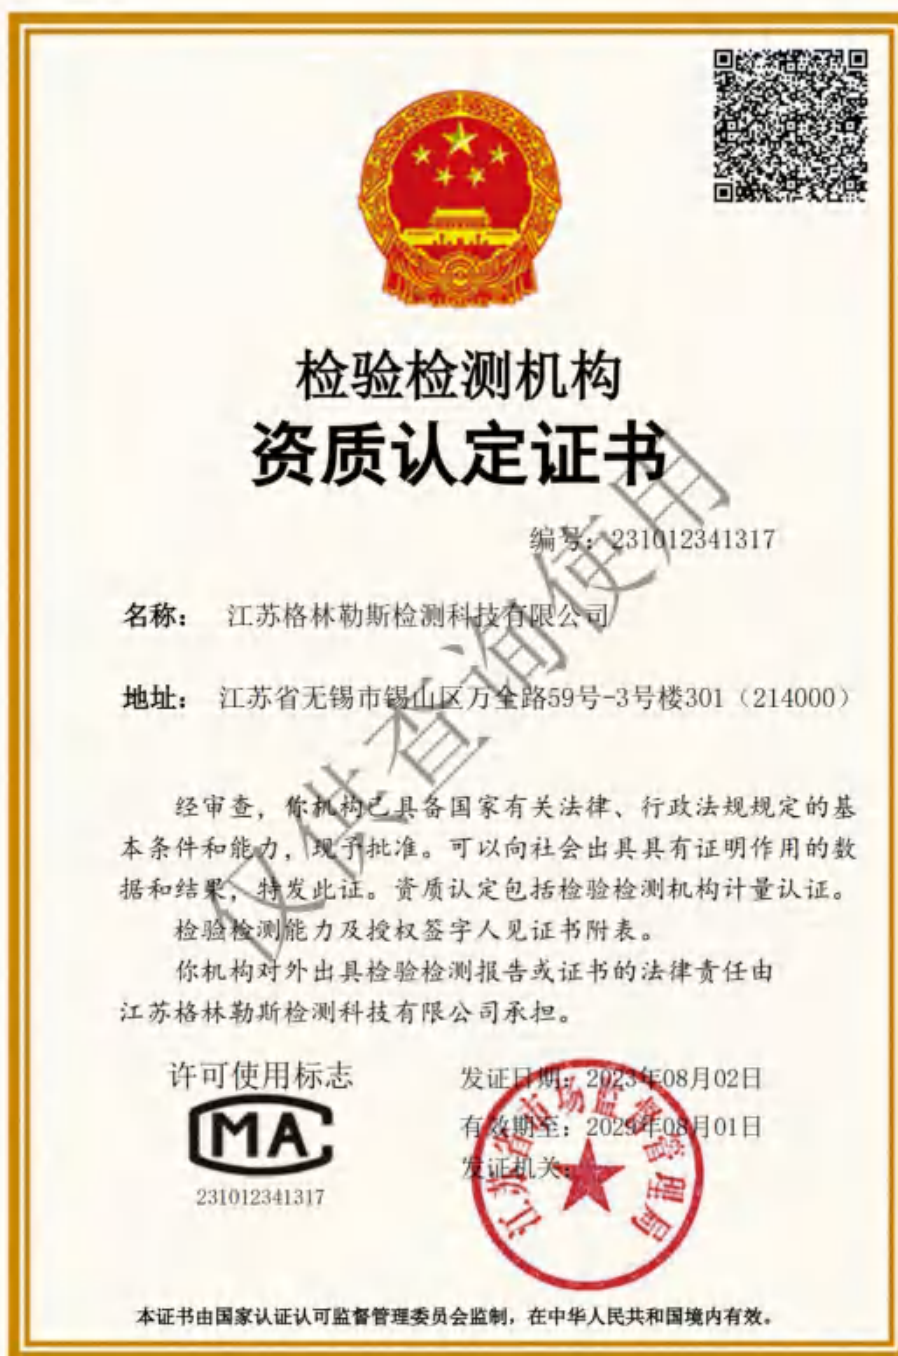 检验检测机构
资质认定证书
编号：231012341317
名称： 江苏格林勒斯检测科技有限公司
地址： 江苏省无锡市锡山区万全路59号-3号楼301（214000）
经审查，你机构已具备国家有关法律、行政法规规定的基
本条件和能力，现予批准。可以向社会出具具有证明作用的数
据和结果，特发此证。资质认定包括检验检测机构计量认证。
检验检测能力及授权签字人见证书附表。
你机构对外出具检验检测报告或证书的法律责任由
江苏格林勒斯检测科技有限公司承担。
许可使用标志
MA
231012341317
发证日期：2023年08月02日
有效期至：2029年08月01日
发证机关：
江苏省市场监督管理局
本证书由国家认证认可监督管理委员会监制，在中华人民共和国境内有效。
仅供查询使用